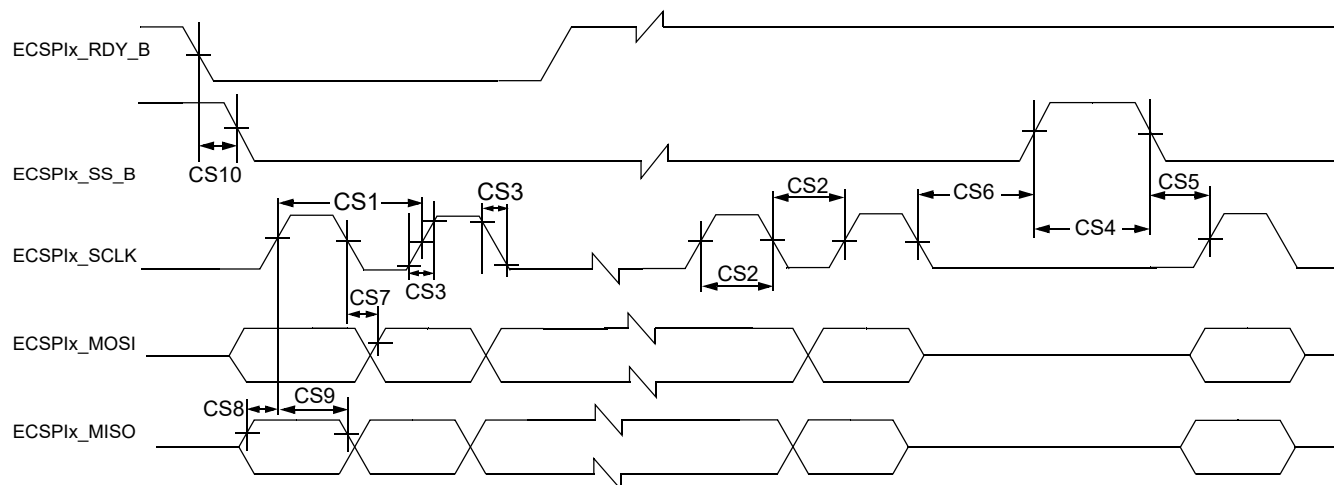 ECSPIx_RDY_B
CS10
ECSPIx_SS_B
CS1
CS3
CS2
CS6
CS5
CS4
ECSPIx_SCLK
CS3
CS2
CS7
ECSPIx_MOSI
CS8
CS9
ECSPIx_MISO